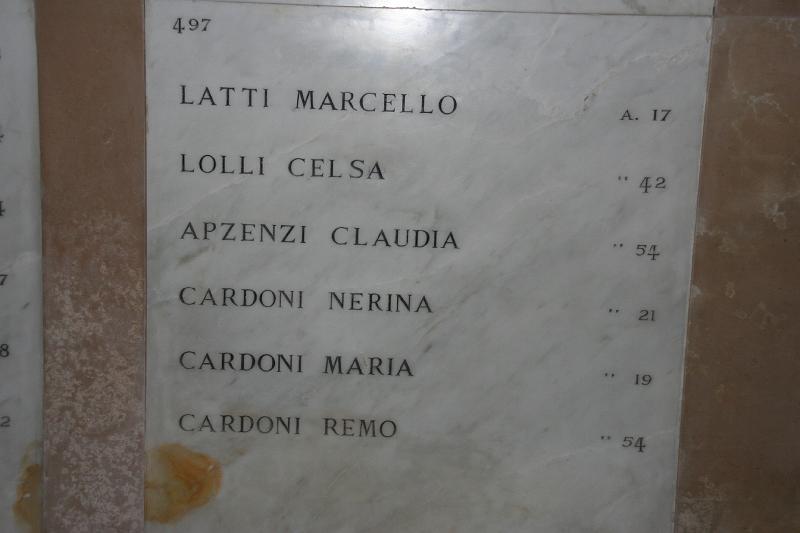 497
LATTI MARCELLO A. 17
LOLLI CELSA " 42
APZENZI CLAUDIA " 54
CARDONI NERINA " 21
CARDONI MARIA " 19
CARDONI REMO " 54